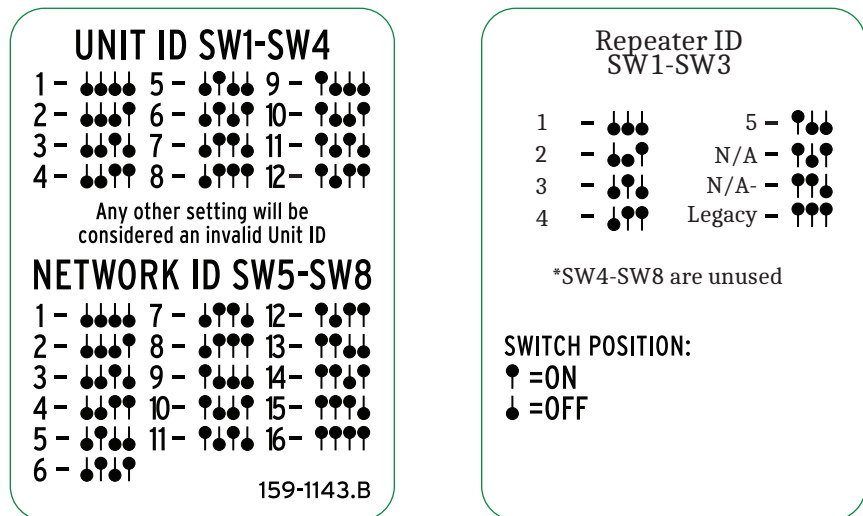 UNIT ID SW1-SW4
1 – 5 – 9 –
2 – 6 – 10–
3 – 7 – 11 –
4 – 8 – 12–
Any other setting will be
considered an invalid Unit ID
NETWORK ID SW5-SW8
1 – 7 – 12–
2 – 8 – 13–
3 – 9 – 14–
4 – 10– 15–
5 – 11– 16–
6 –
159-1143.B
Repeater ID
SW1-SW3
1 – 5 –
2 – N/A –
3 – N/A-
4 Legacy –
*SW4-SW8 are unused
SWITCH POSITION:
=ON
=OFF